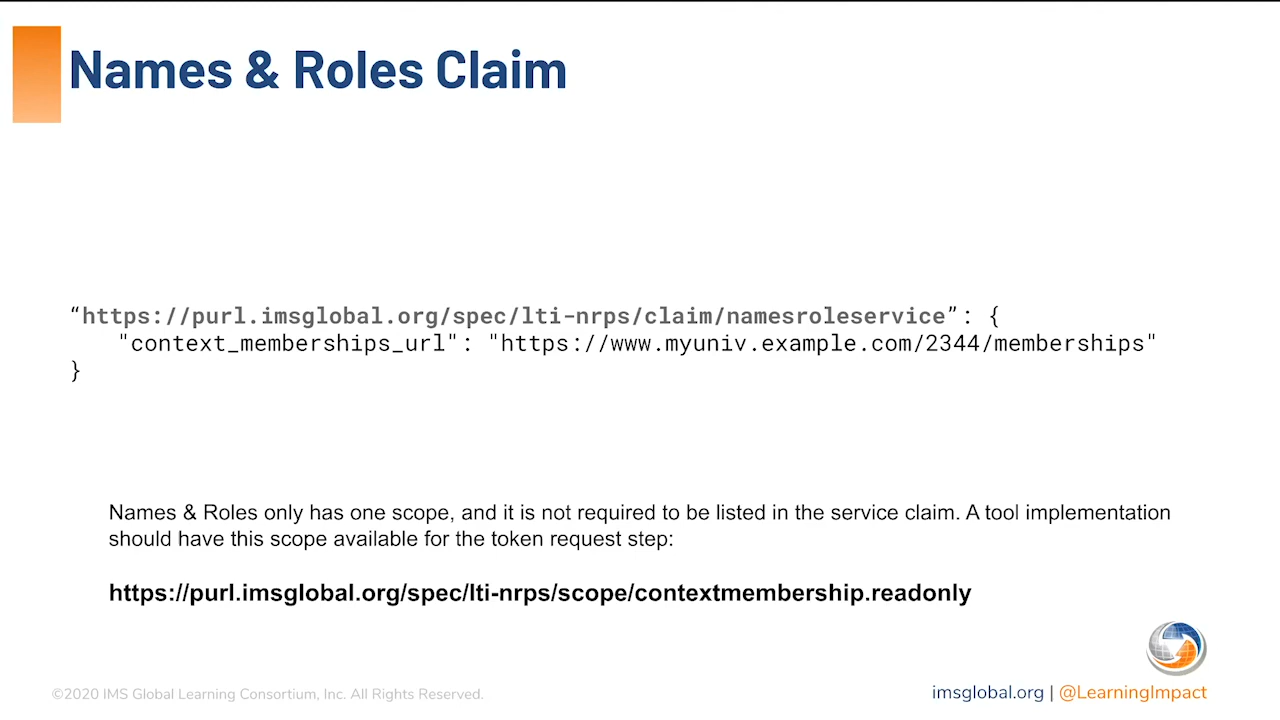 Names & Roles Claim
“https://purl.imsglobal.org/spec/lti-nrps/claim/namesroleservice”: {
"context_memberships_url": "https://www.myuniv.example.com/2344/memberships"
}
Names & Roles only has one scope, and it is not required to be listed in the service claim. A tool implementation
should have this scope available for the token request step:
https://purl.imsglobal.org/spec/lti-nrps/scope/contextmembership.readonly
©2020 IMS Global Learning Consortium, Inc. All Rights Reserved.
imsglobal.org | @LearningImpact